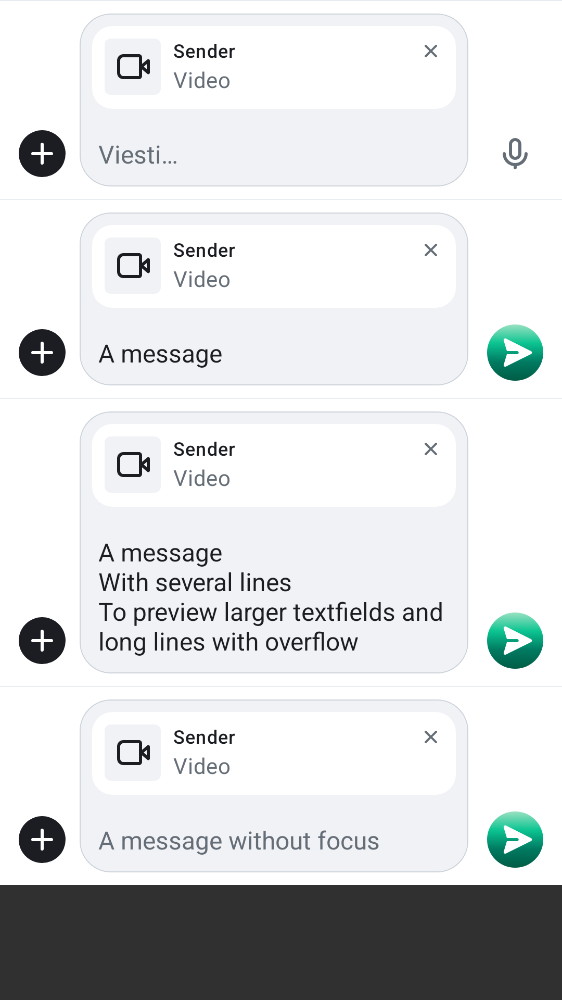 Sender
Video
Viesti…
Sender
Video
A message
Sender
Video
A message
With several lines
To preview larger textfields and
long lines with overflow
Sender
Video
A message without focus